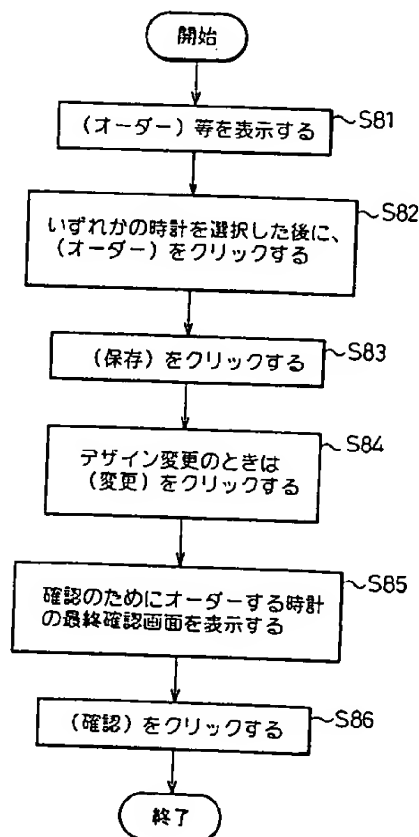 開始
(オーダー)等を表示する
S81
いずれかの時計を選択した後に、
(オーダー)をクリックする
S82
(保存)をクリックする
S83
デザイン変更のときは
(変更)をクリックする
S84
確認のためにオーダーする時計
の最終確認画面を表示する
S85
(確認)をクリックする
S86
終了